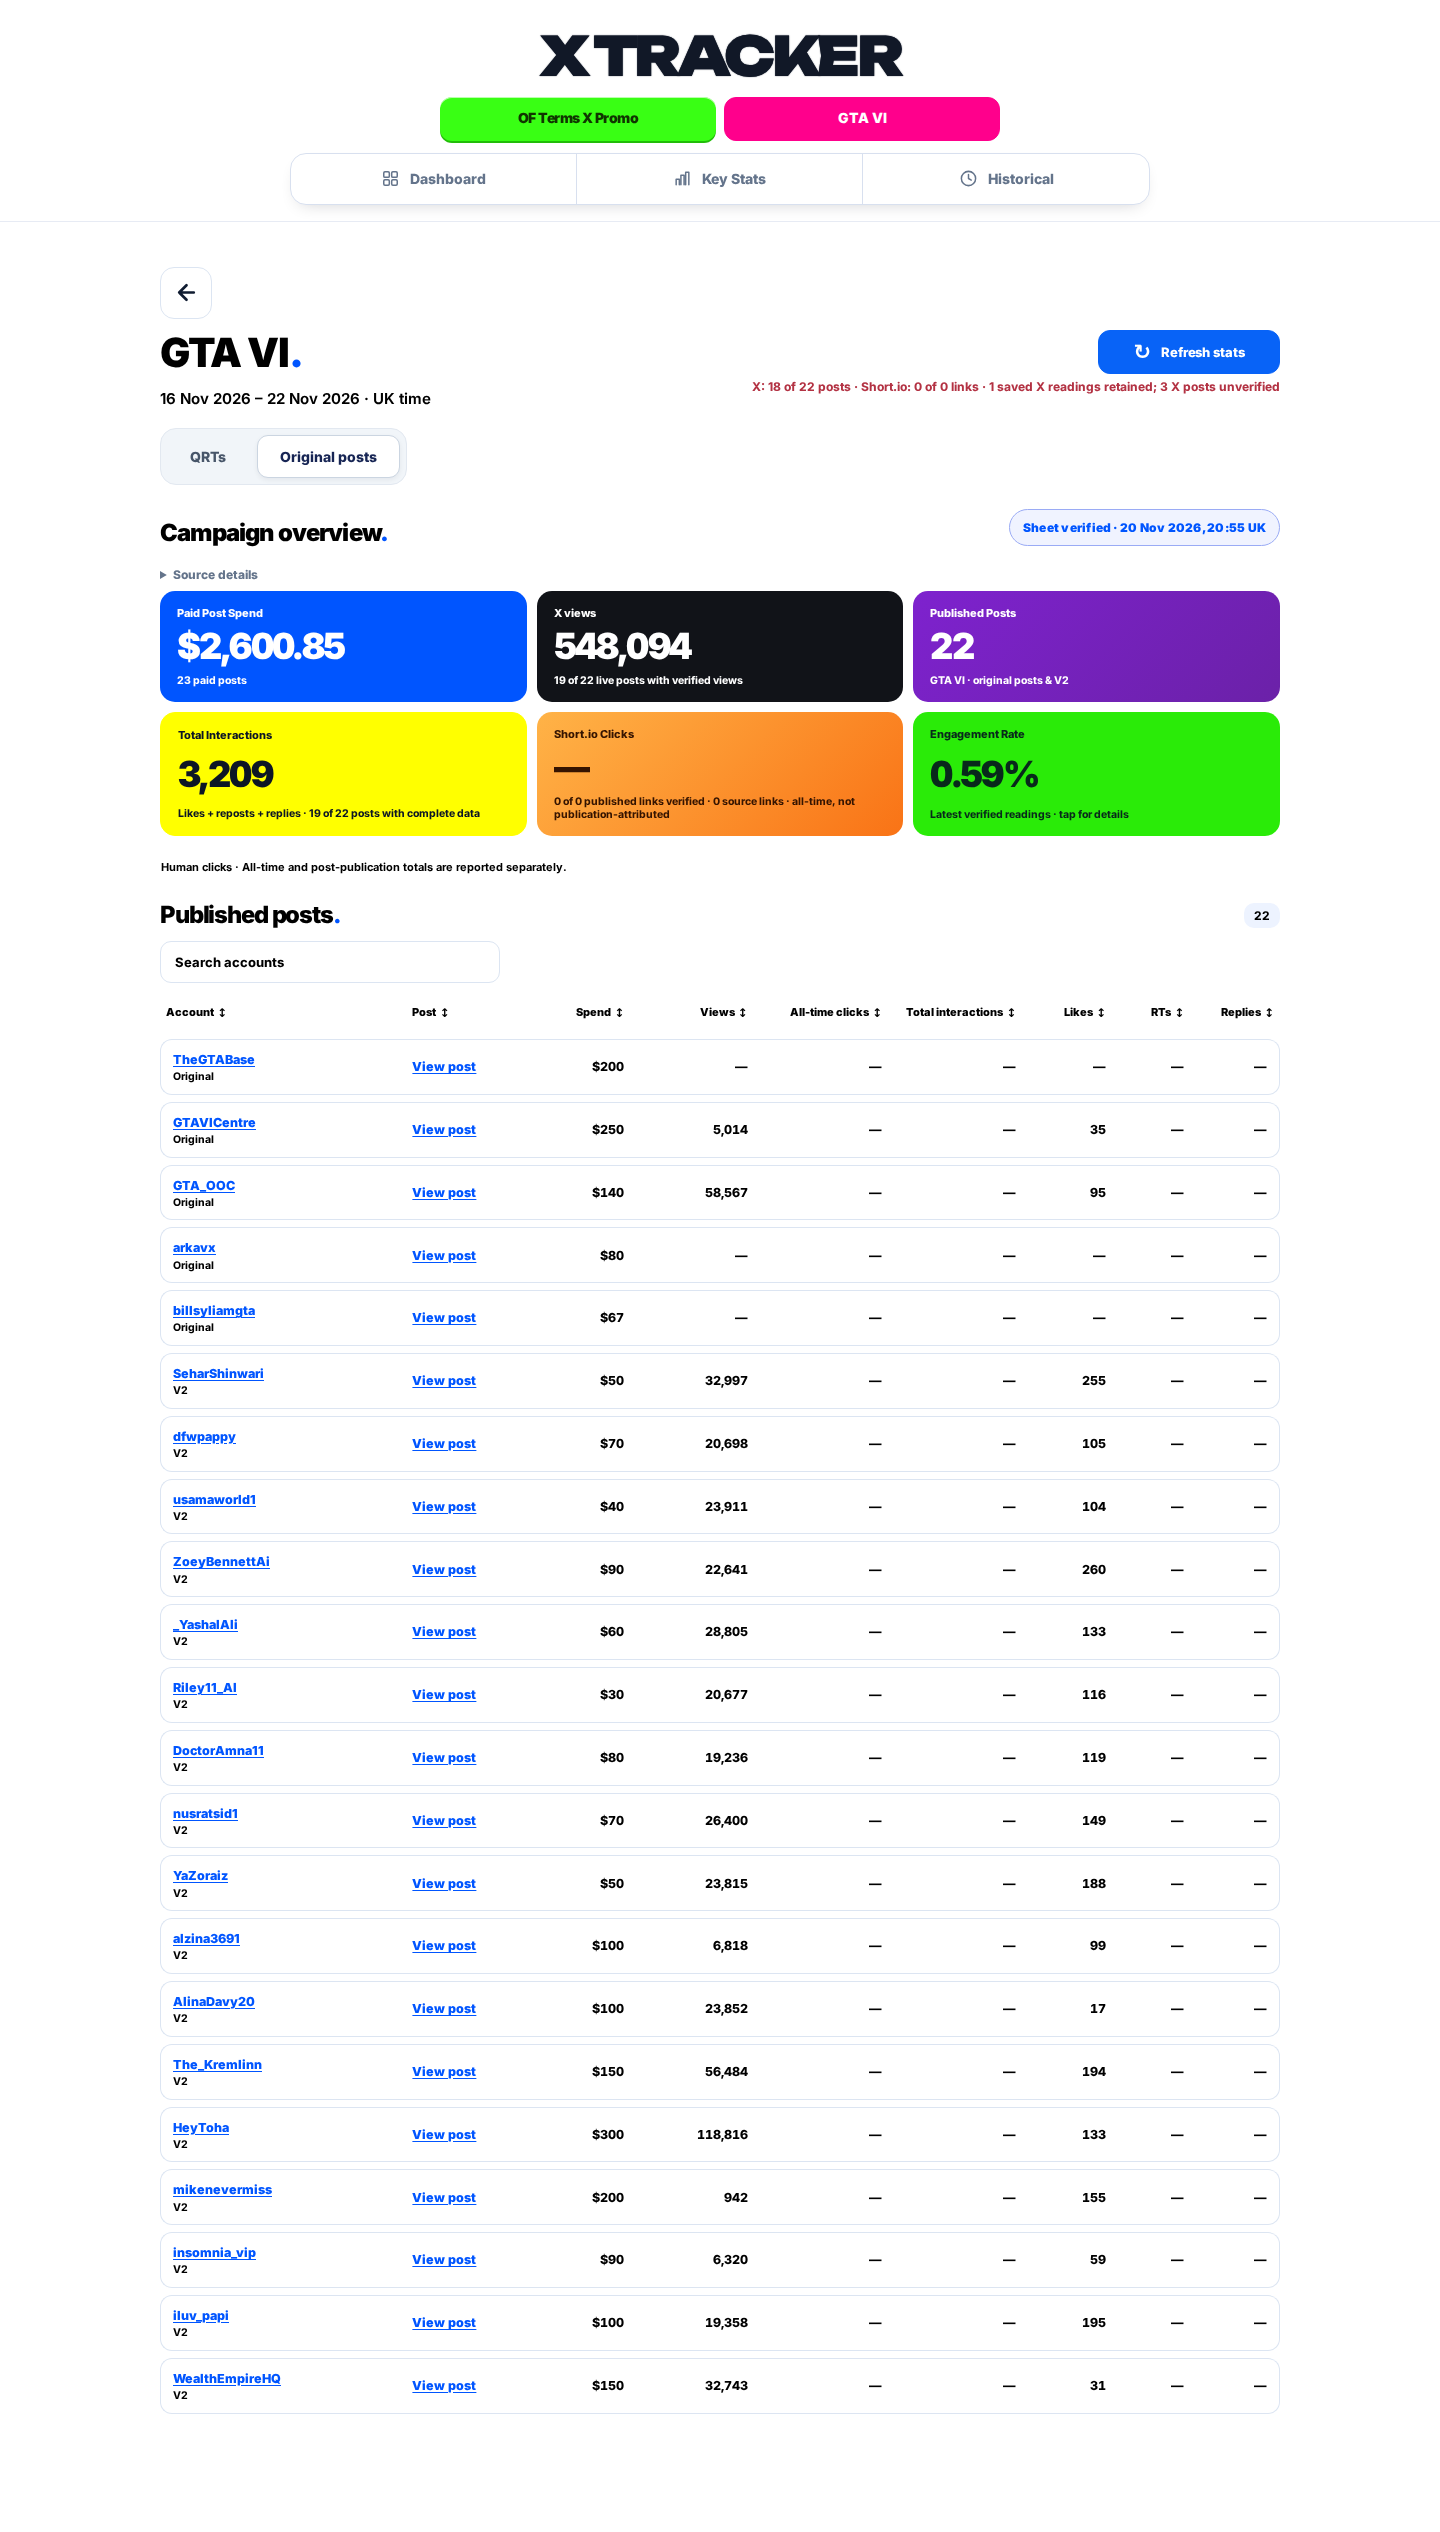 XTRACKER
OF Terms X Promo
GTA VI
Dashboard
Key Stats
Historical
GTA VI.
Refresh stats
X: 18 of 22 posts · Short.io: 0 of 0 links · 1 saved X readings retained; 3 X posts unverified
16 Nov 2026 – 22 Nov 2026 · UK time
QRTs
Original posts
Campaign overview.
Sheet verified · 20 Nov 2026, 20:55 UK
Source details
Paid Post Spend
$2,600.85
23 paid posts
X views
548,094
19 of 22 live posts with verified views
Published Posts
22
GTA VI · original posts & V2
Total Interactions
3,209
Likes + reposts + replies · 19 of 22 posts with complete data
Short.io Clicks
—
0 of 0 published links verified · 0 source links · all-time, not
publication-attributed
Engagement Rate
0.59%
Latest verified readings · tap for details
Human clicks · All-time and post-publication totals are reported separately.
Published posts.
22
Search accounts
Account ↕ Post ↕ Spend ↕ Views ↕ All-time clicks ↕ Total interactions ↕ Likes ↕ RTs ↕ Replies ↕
TheGTABase
Original
View post $200 — — — — — —
GTAVICentre
Original
View post $250 5,014 — — 35 — —
GTA_OOC
Original
View post $140 58,567 — — 95 — —
arkavx
Original
View post $80 — — — — — —
billsyliamgta
Original
View post $67 — — — — — —
SeharShinwari
V2
View post $50 32,997 — — 255 — —
dfwpappy
V2
View post $70 20,698 — — 105 — —
usamaworld1
V2
View post $40 23,911 — — 104 — —
ZoeyBennettAi
V2
View post $90 22,641 — — 260 — —
_YashalAli
V2
View post $60 28,805 — — 133 — —
Riley11_AI
V2
View post $30 20,677 — — 116 — —
DoctorAmna11
V2
View post $80 19,236 — — 119 — —
nusratsid1
V2
View post $70 26,400 — — 149 — —
YaZoraiz
V2
View post $50 23,815 — — 188 — —
alzina3691
V2
View post $100 6,818 — — 99 — —
AlinaDavy20
V2
View post $100 23,852 — — 17 — —
The_Kremlinn
V2
View post $150 56,484 — — 194 — —
HeyToha
V2
View post $300 118,816 — — 133 — —
mikenevermiss
V2
View post $200 942 — — 155 — —
insomnia_vip
V2
View post $90 6,320 — — 59 — —
iluv_papi
V2
View post $100 19,358 — — 195 — —
WealthEmpireHQ
V2
View post $150 32,743 — — 31 — —